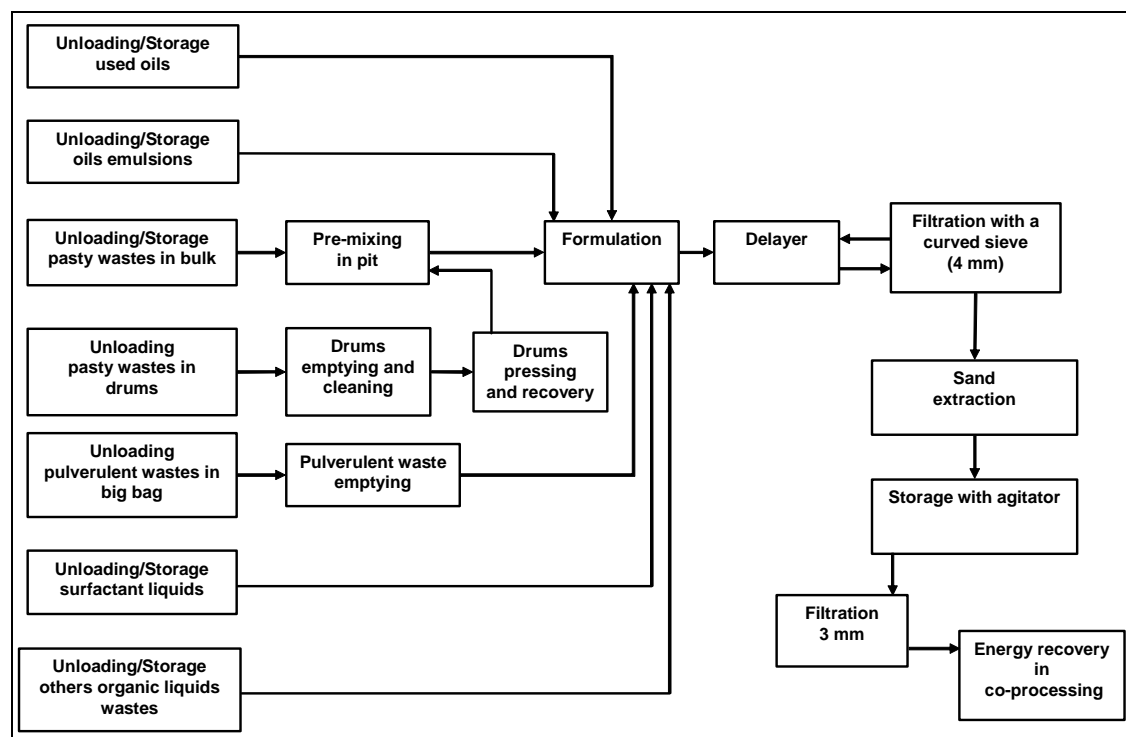 Unloading/Storage
used oils
Unloading/Storage
oils emulsions
Unloading/Storage
pasty wastes in bulk
Pre-mixing
in pit
Formulation
Delayer
Filtration with a
curved sieve
(4 mm)
Unloading
pasty wastes in
drums
Drums
emptying and
cleaning
Drums
pressing
and recovery
Sand
extraction
Unloading
pulverulent wastes in
big bag
Pulverulent waste
emptying
Storage with agitator
Unloading/Storage
surfactant liquids
Filtration
3 mm
Unloading/Storage
others organic liquids
wastes
Energy recovery
in
co-processing